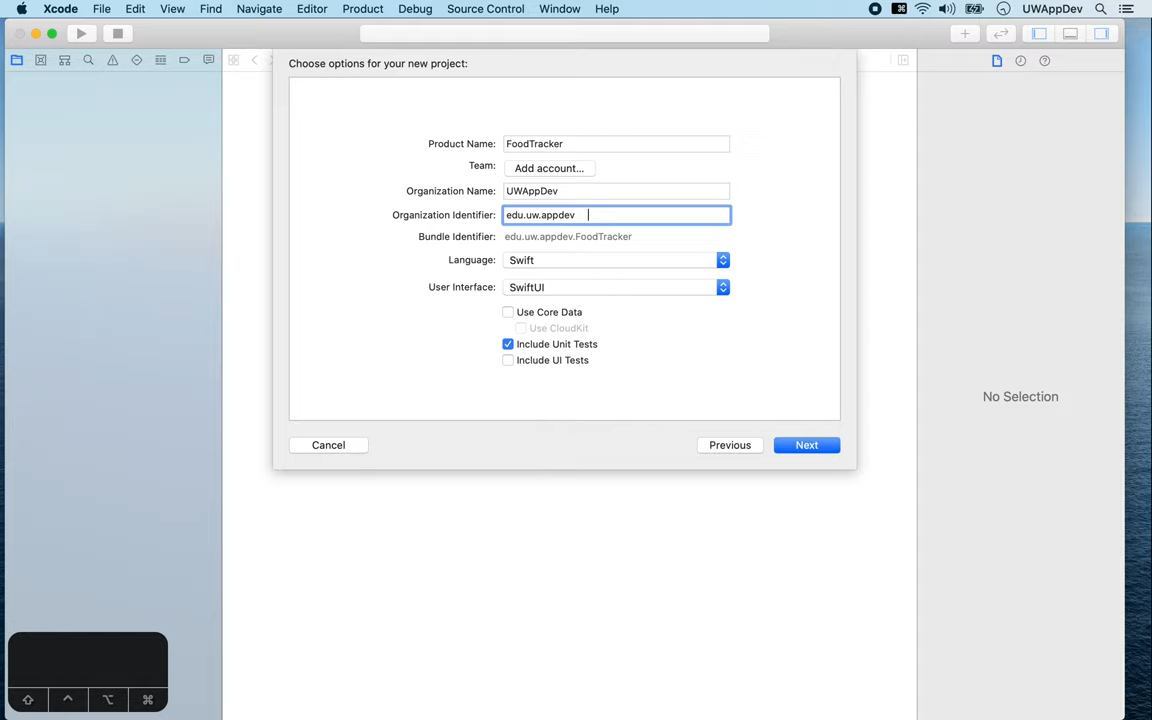 Xcode File Edit View Find Navigate Editor Product Debug Source Control Window Help UWAppDev
Choose options for your new project:
Product Name: FoodTracker
Team: Add account...
Organization Name: UWAppDev
Organization Identifier: edu.uw.appdev
Bundle Identifier: edu.uw.appdev.FoodTracker
Language: Swift
User Interface: SwiftUI
Use Core Data
Use CloudKit
Include Unit Tests
Include UI Tests
No Selection
Cancel Previous Next